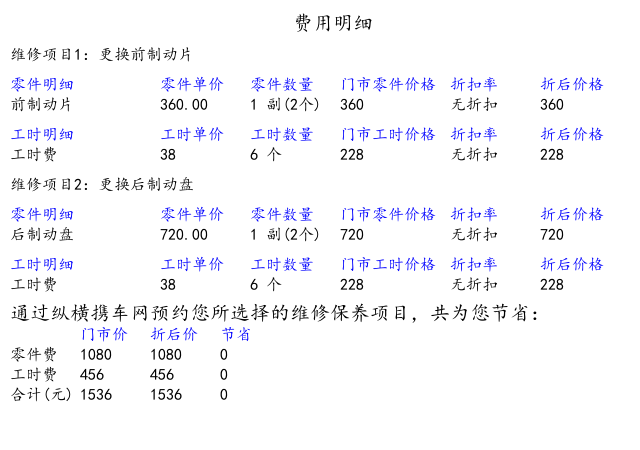 费用明细
维修项目1: 更换前制动片
零件明细 零件单价 零件数量 门市零件价格 折扣率 折后价格
前制动片 360.00 1 副(2个) 360 无折扣 360
工时明细 工时单价 工时数量 门市工时价格 折扣率 折后价格
工时费 38 6 个 228 无折扣 228
维修项目2: 更换后制动盘
零件明细 零件单价 零件数量 门市零件价格 折扣率 折后价格
后制动盘 720.00 1 副(2个) 720 无折扣 720
工时明细 工时单价 工时数量 门市工时价格 折扣率 折后价格
工时费 38 6 个 228 无折扣 228
通过纵横携车网预约您所选择的维修保养项目，共为您节省:
门市价 折后价 节省
零件费 1080 1080 0
工时费 456 456 0
合计(元) 1536 1536 0